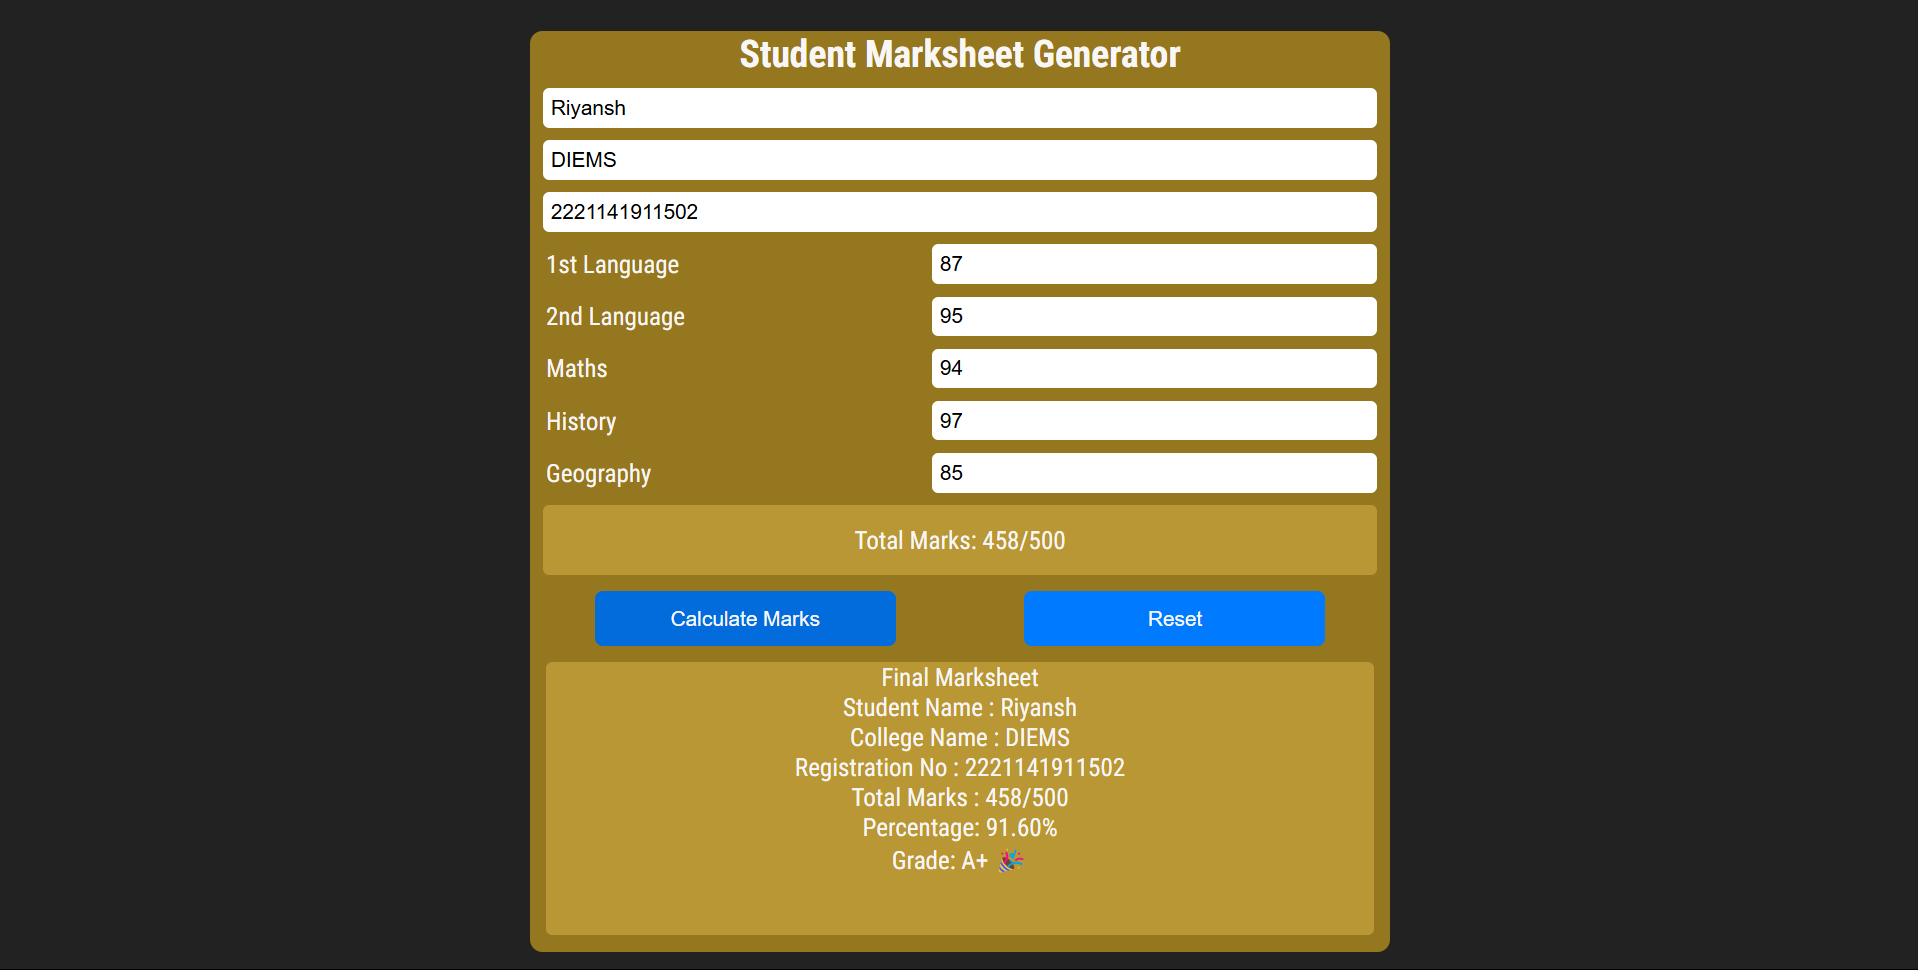 Student Marksheet Generator
Riyansh
DIEMS
2221141911502
1st Language 87
2nd Language 95
Maths 94
History 97
Geography 85
Total Marks: 458/500
Calculate Marks Reset
Final Marksheet
Student Name : Riyansh
College Name : DIEMS
Registration No : 2221141911502
Total Marks : 458/500
Percentage: 91.60%
Grade: A+ 🎉